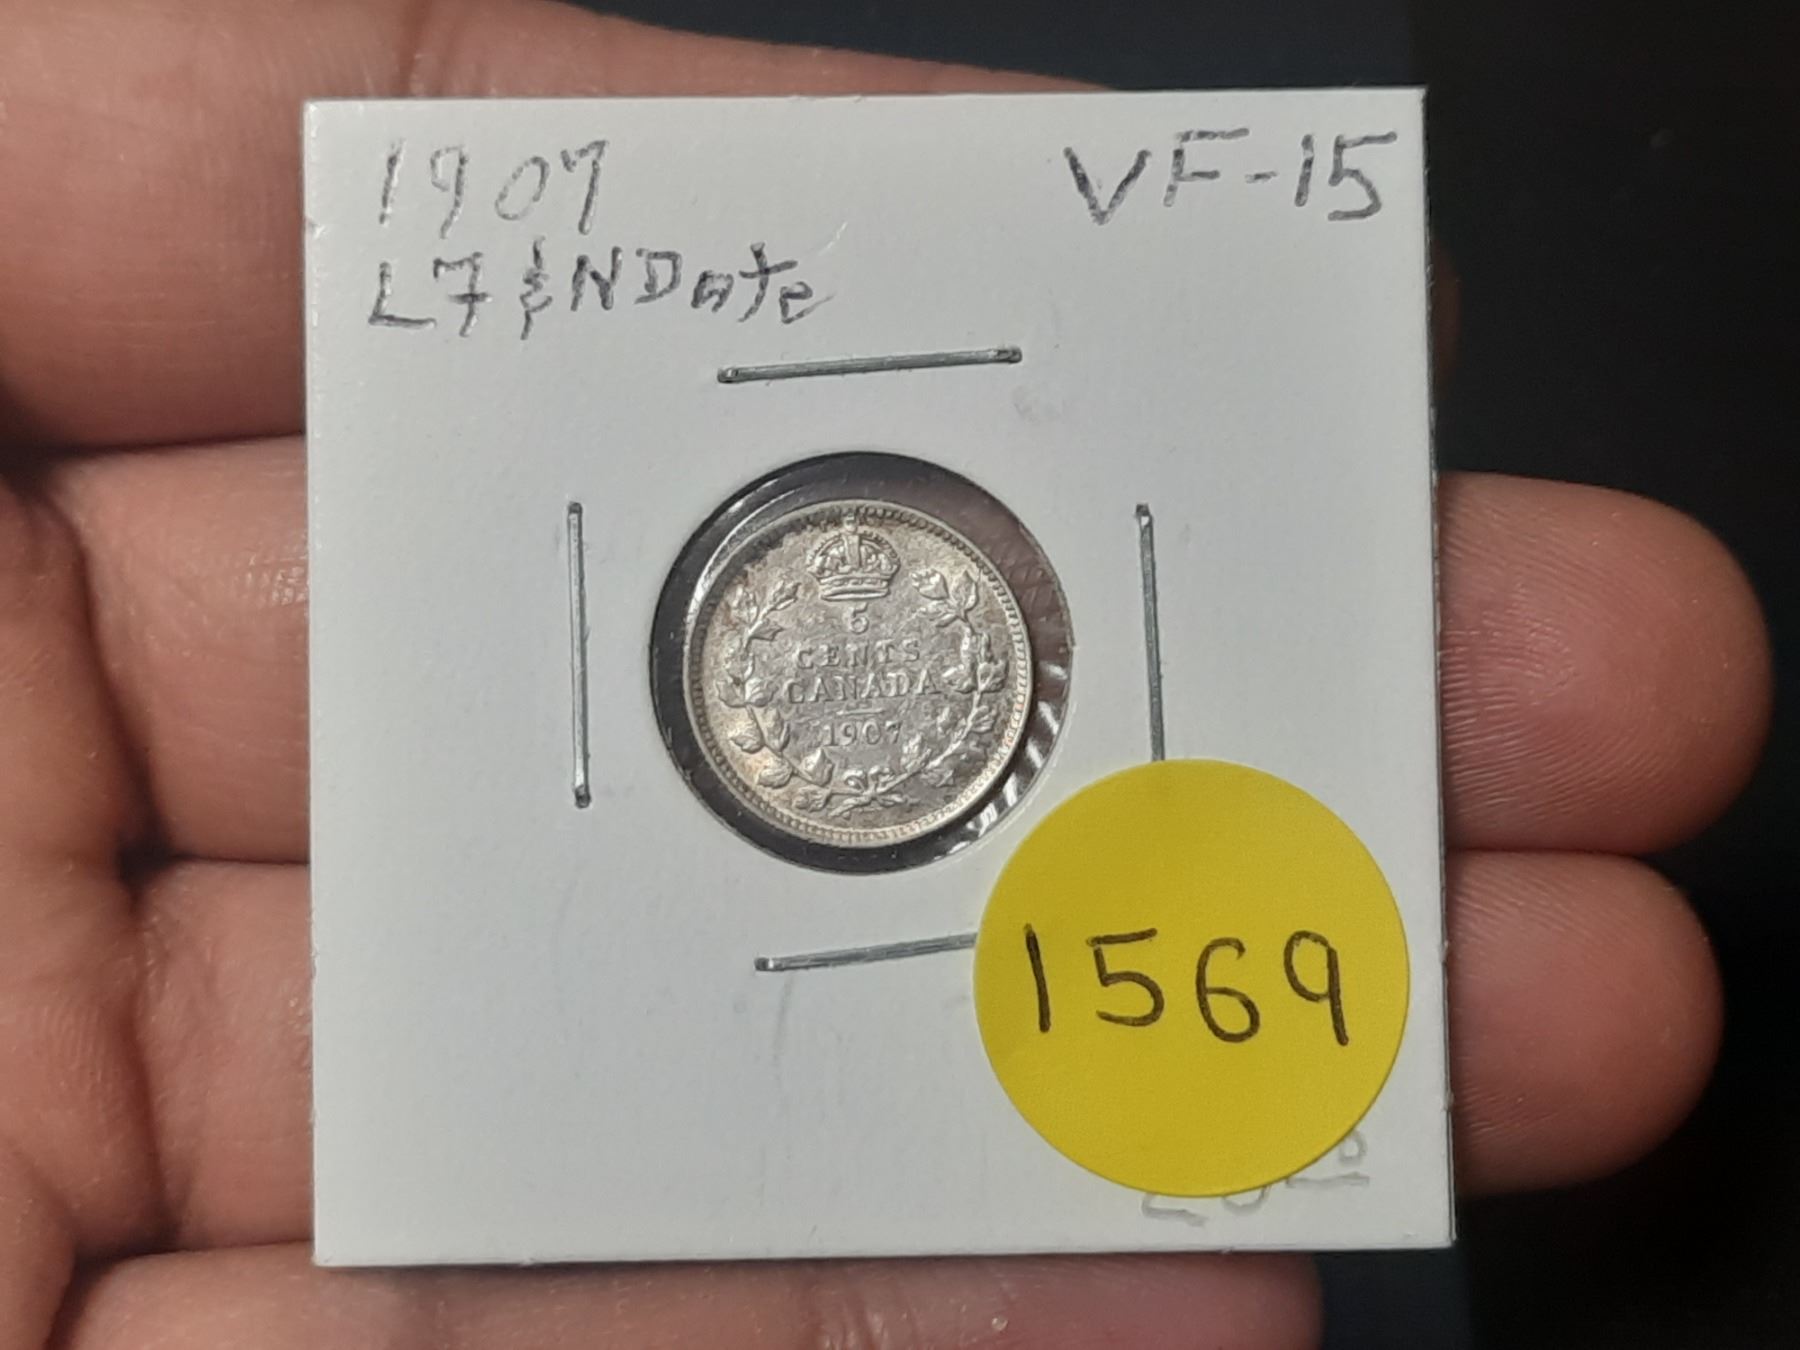 1907 VF-15
L7 & N Date
5
CENTS
CANADA
1907
1569